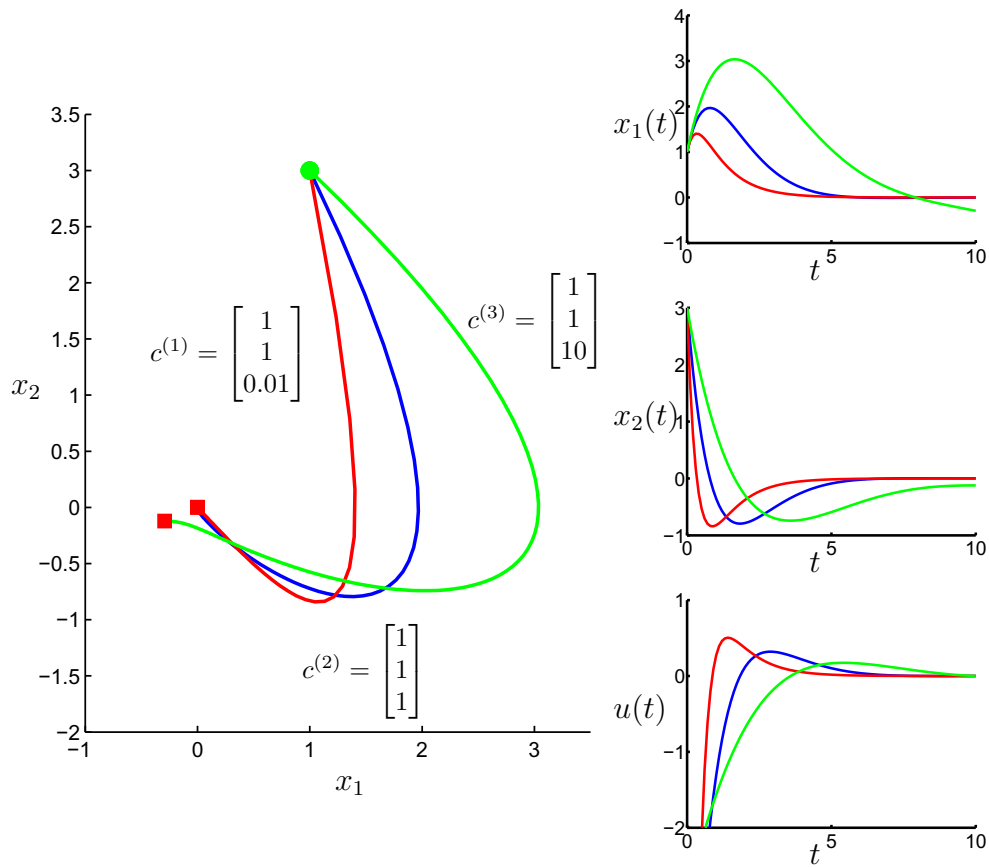 3.5
3
2.5
2
1.5
1
0.5
0
−0.5
−1
−1.5
−2
x₂
−1 0 1 2 3
x₁
c⁽¹⁾ = [1 1 0.01]
c⁽³⁾ = [1 1 10]
c⁽²⁾ = [1 1 1]
4
3
2
1
0
−1
x₁(t)
0 5 10
t
3
2
1
0
−1
x₂(t)
0 5 10
t
1
0
−1
−2
u(t)
0 5 10
t